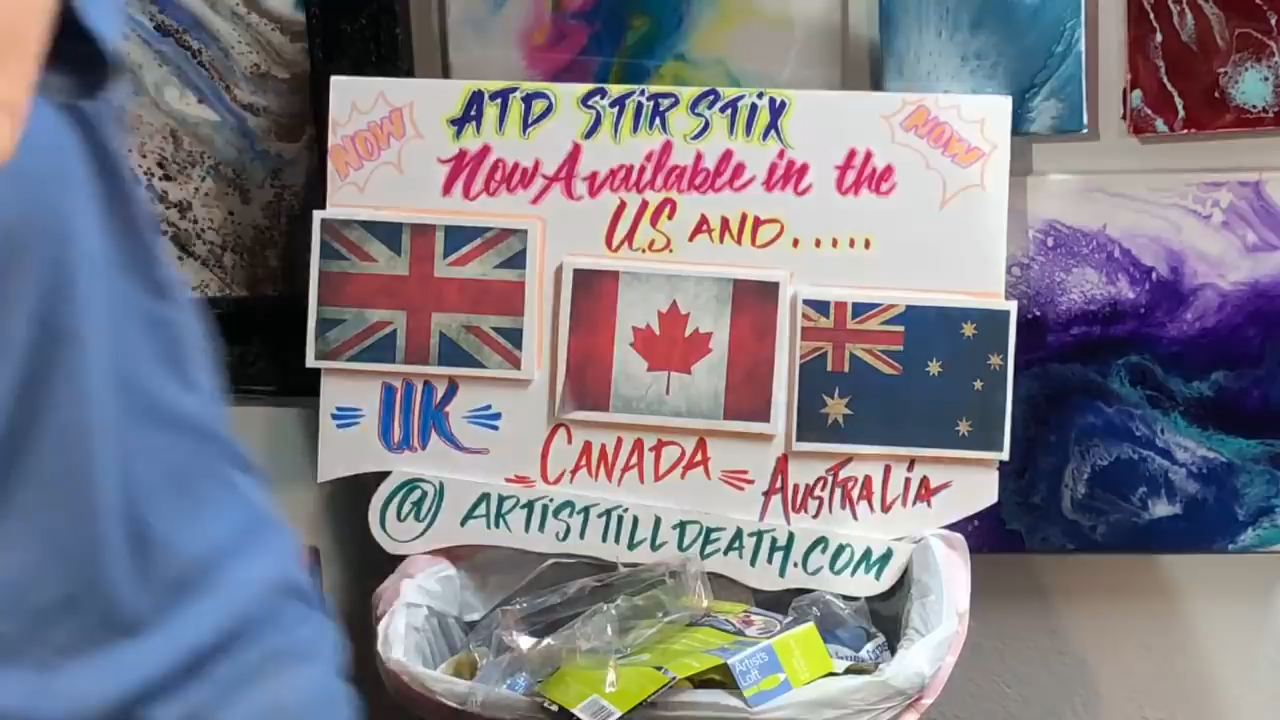 NOW
ATD STiR STiX
NOW
Now Available in the
U.S. AND.....
UK
CANADA
AUSTRALiA
@ ARTiSTTiLLDEATH.COM
Artist's
Loft